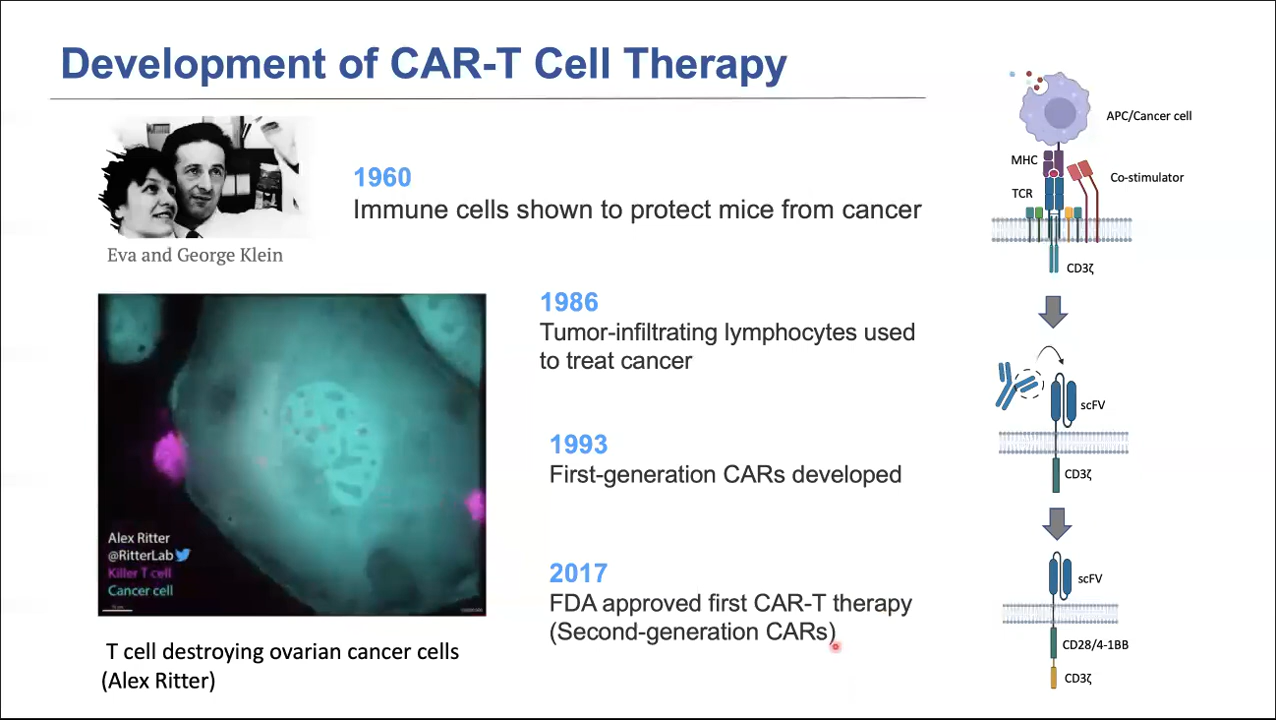 Development of CAR-T Cell Therapy
Eva and George Klein
1960
Immune cells shown to protect mice from cancer
1986
Tumor-infiltrating lymphocytes used
to treat cancer
1993
First-generation CARs developed
2017
FDA approved first CAR-T therapy
(Second-generation CARs)
Alex Ritter
@RitterLab
Killer T cell
Cancer cell
T cell destroying ovarian cancer cells
(Alex Ritter)
APC/Cancer cell
MHC
Co-stimulator
TCR
CD3ζ
scFV
CD3ζ
scFV
CD28/4-1BB
CD3ζ